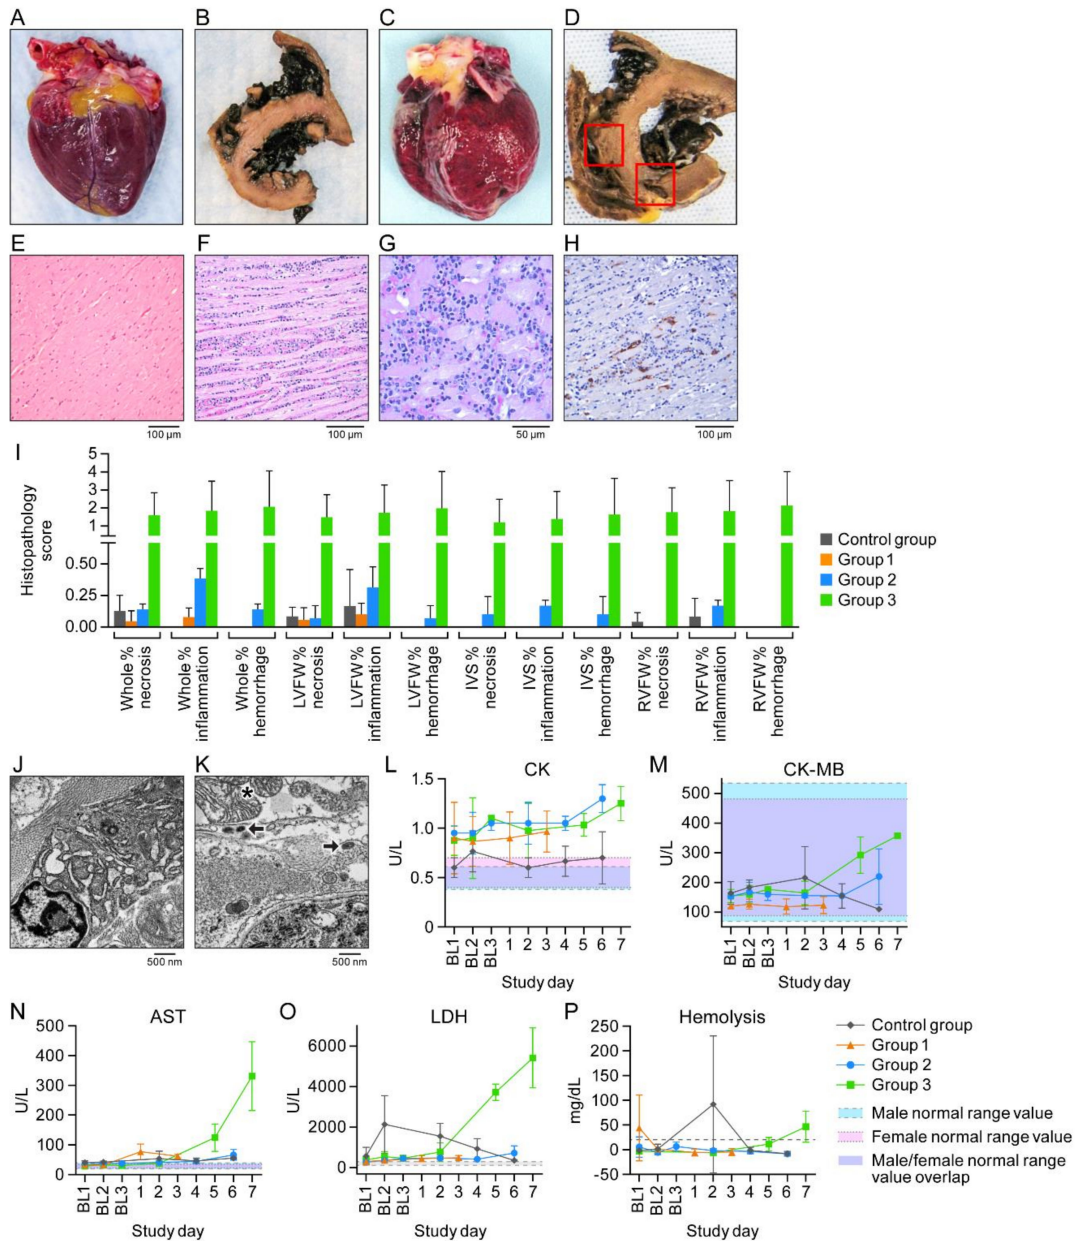 A
B
C
D
E
F
G
H
100 μm
100 μm
50 μm
100 μm
I
Histopathology
score
5
4
3
2
1
0.50
0.25
0.00
Control group
Group 1
Group 2
Group 3
Whole %
necrosis
Whole %
inflammation
Whole %
hemorrhage
LVFW %
necrosis
LVFW %
inflammation
LVFW %
hemorrhage
IVS %
necrosis
IVS %
inflammation
IVS %
hemorrhage
RVFW %
necrosis
RVFW %
inflammation
RVFW %
hemorrhage
J
K
*
500 nm
500 nm
L
CK
U/L
1.5
1.0
0.5
0
BL1
BL2
BL3
1
2
3
4
5
6
7
Study day
M
CK-MB
U/L
500
400
300
200
100
BL1
BL2
BL3
1
2
3
4
5
6
7
Study day
N
AST
U/L
500
400
300
200
100
0
BL1
BL2
BL3
1
2
3
4
5
6
7
Study day
O
LDH
U/L
6000
4000
2000
0
BL1
BL2
BL3
1
2
3
4
5
6
7
Study day
P
Hemolysis
mg/dL
250
200
250
100
50
0
-50
BL1
BL2
BL3
1
2
3
4
5
6
7
Study day
Control group
Group 1
Group 2
Group 3
Male normal range value
Female normal range value
Male/female normal range
value overlap